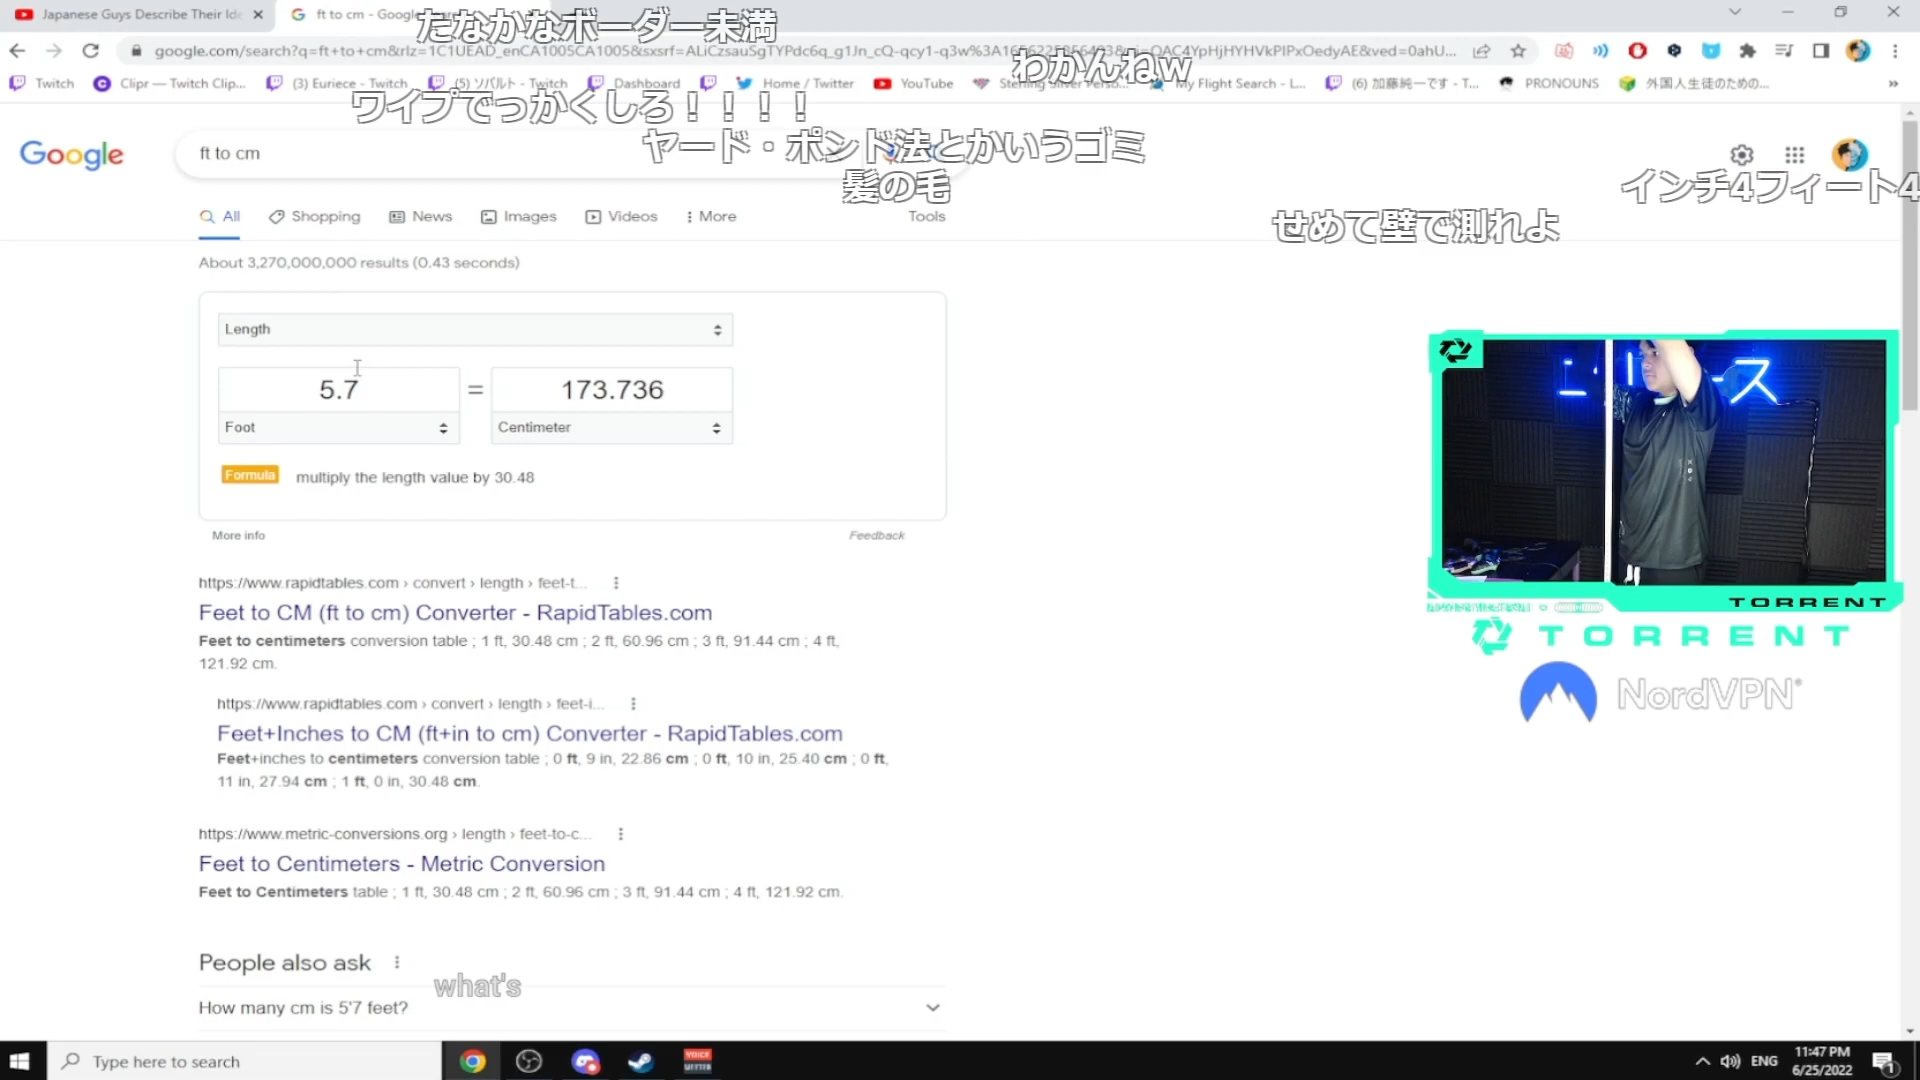 Japanese Guys Describe Their Ide
ft to cm - Google
たなかなボーダー未満
わかんねw
Twitch
Clipr — Twitch Clip...
(3) Euriece - Twitch
(5) ソバルト - Twitch
Dashboard
Home / Twitter
YouTube
Sterling Silver Perso...
My Flight Search - L...
(6) 加藤純一です - T...
PRONOUNS
外国人生徒のための...
ワイプでっかくしろ！！！！
Google
ft to cm
ヤード・ポンド法とかいうゴミ
髪の毛
インチ4フィート4
せめて壁で測れよ
All
Shopping
News
Images
Videos
More
Tools
About 3,270,000,000 results (0.43 seconds)
Length
5.7
=
173.736
Foot
Centimeter
Formula
multiply the length value by 30.48
More info
Feedback
https://www.rapidtables.com › convert › length › feet-t...
Feet to CM (ft to cm) Converter - RapidTables.com
Feet to centimeters conversion table ; 1 ft, 30.48 cm ; 2 ft, 60.96 cm ; 3 ft, 91.44 cm ; 4 ft,
121.92 cm.
https://www.rapidtables.com › convert › length › feet-i...
Feet+Inches to CM (ft+in to cm) Converter - RapidTables.com
Feet+inches to centimeters conversion table ; 0 ft, 9 in, 22.86 cm ; 0 ft, 10 in, 25.40 cm ; 0 ft,
11 in, 27.94 cm ; 1 ft, 0 in, 30.48 cm.
https://www.metric-conversions.org › length › feet-to-c...
Feet to Centimeters - Metric Conversion
Feet to Centimeters table ; 1 ft, 30.48 cm ; 2 ft, 60.96 cm ; 3 ft, 91.44 cm ; 4 ft, 121.92 cm.
People also ask
what's
How many cm is 5'7 feet?
TORRENT
TORRENT
NordVPN®
Type here to search
VOICE
MEETER
ENG
11:47 PM
6/25/2022
1